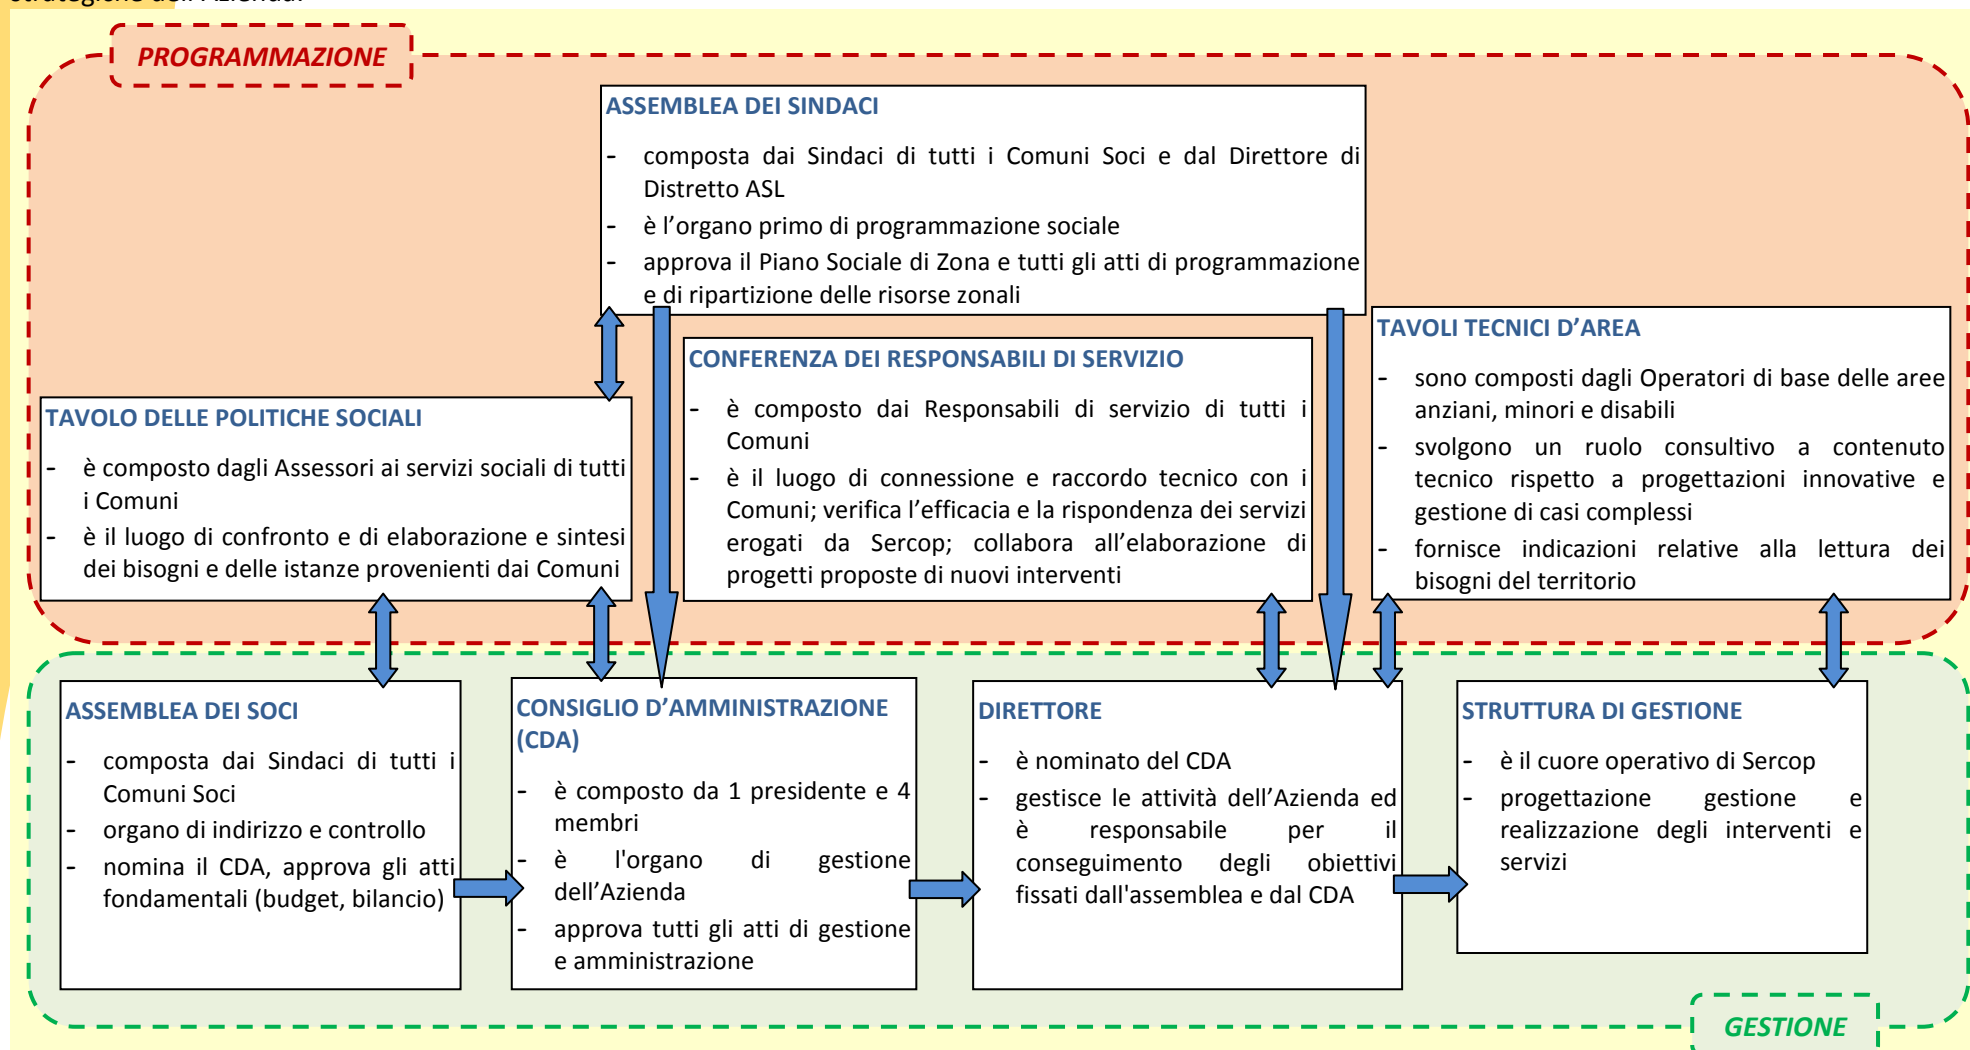 PROGRAMMAZIONE
ASSEMBLEA DEI SINDACI
- composta dai Sindaci di tutti i Comuni Soci e dal Direttore di
Distretto ASL
- è l’organo primo di programmazione sociale
- approva il Piano Sociale di Zona e tutti gli atti di programmazione
e di ripartizione delle risorse zonali
TAVOLO DELLE POLITICHE SOCIALI
- è composto dagli Assessori ai servizi sociali di tutti
i Comuni
- è il luogo di confronto e di elaborazione e sintesi
dei bisogni e delle istanze provenienti dai Comuni
CONFERENZA DEI RESPONSABILI DI SERVIZIO
- è composto dai Responsabili di servizio di tutti i
Comuni
- è il luogo di connessione e raccordo tecnico con i
Comuni; verifica l’efficacia e la rispondenza dei servizi
erogati da Sercop; collabora all’elaborazione di
progetti proposte di nuovi interventi
TAVOLI TECNICI D’AREA
- sono composti dagli Operatori di base delle aree
anziani, minori e disabili
- svolgono un ruolo consultivo a contenuto
tecnico rispetto a progettazioni innovative e
gestione di casi complessi
- fornisce indicazioni relative alla lettura dei
bisogni del territorio
ASSEMBLEA DEI SOCI
- composta dai Sindaci di tutti i
Comuni Soci
- organo di indirizzo e controllo
- nomina il CDA, approva gli atti
fondamentali (budget, bilancio)
CONSIGLIO D’AMMINISTRAZIONE
(CDA)
- è composto da 1 presidente e 4
membri
- è l'organo di gestione
dell’Azienda
- approva tutti gli atti di gestione
e amministrazione
DIRETTORE
- è nominato del CDA
- gestisce le attività dell’Azienda ed
è responsabile per il
conseguimento degli obiettivi
fissati dall'assemblea e dal CDA
STRUTTURA DI GESTIONE
- è il cuore operativo di Sercop
- progettazione gestione e
realizzazione degli interventi e
servizi
GESTIONE